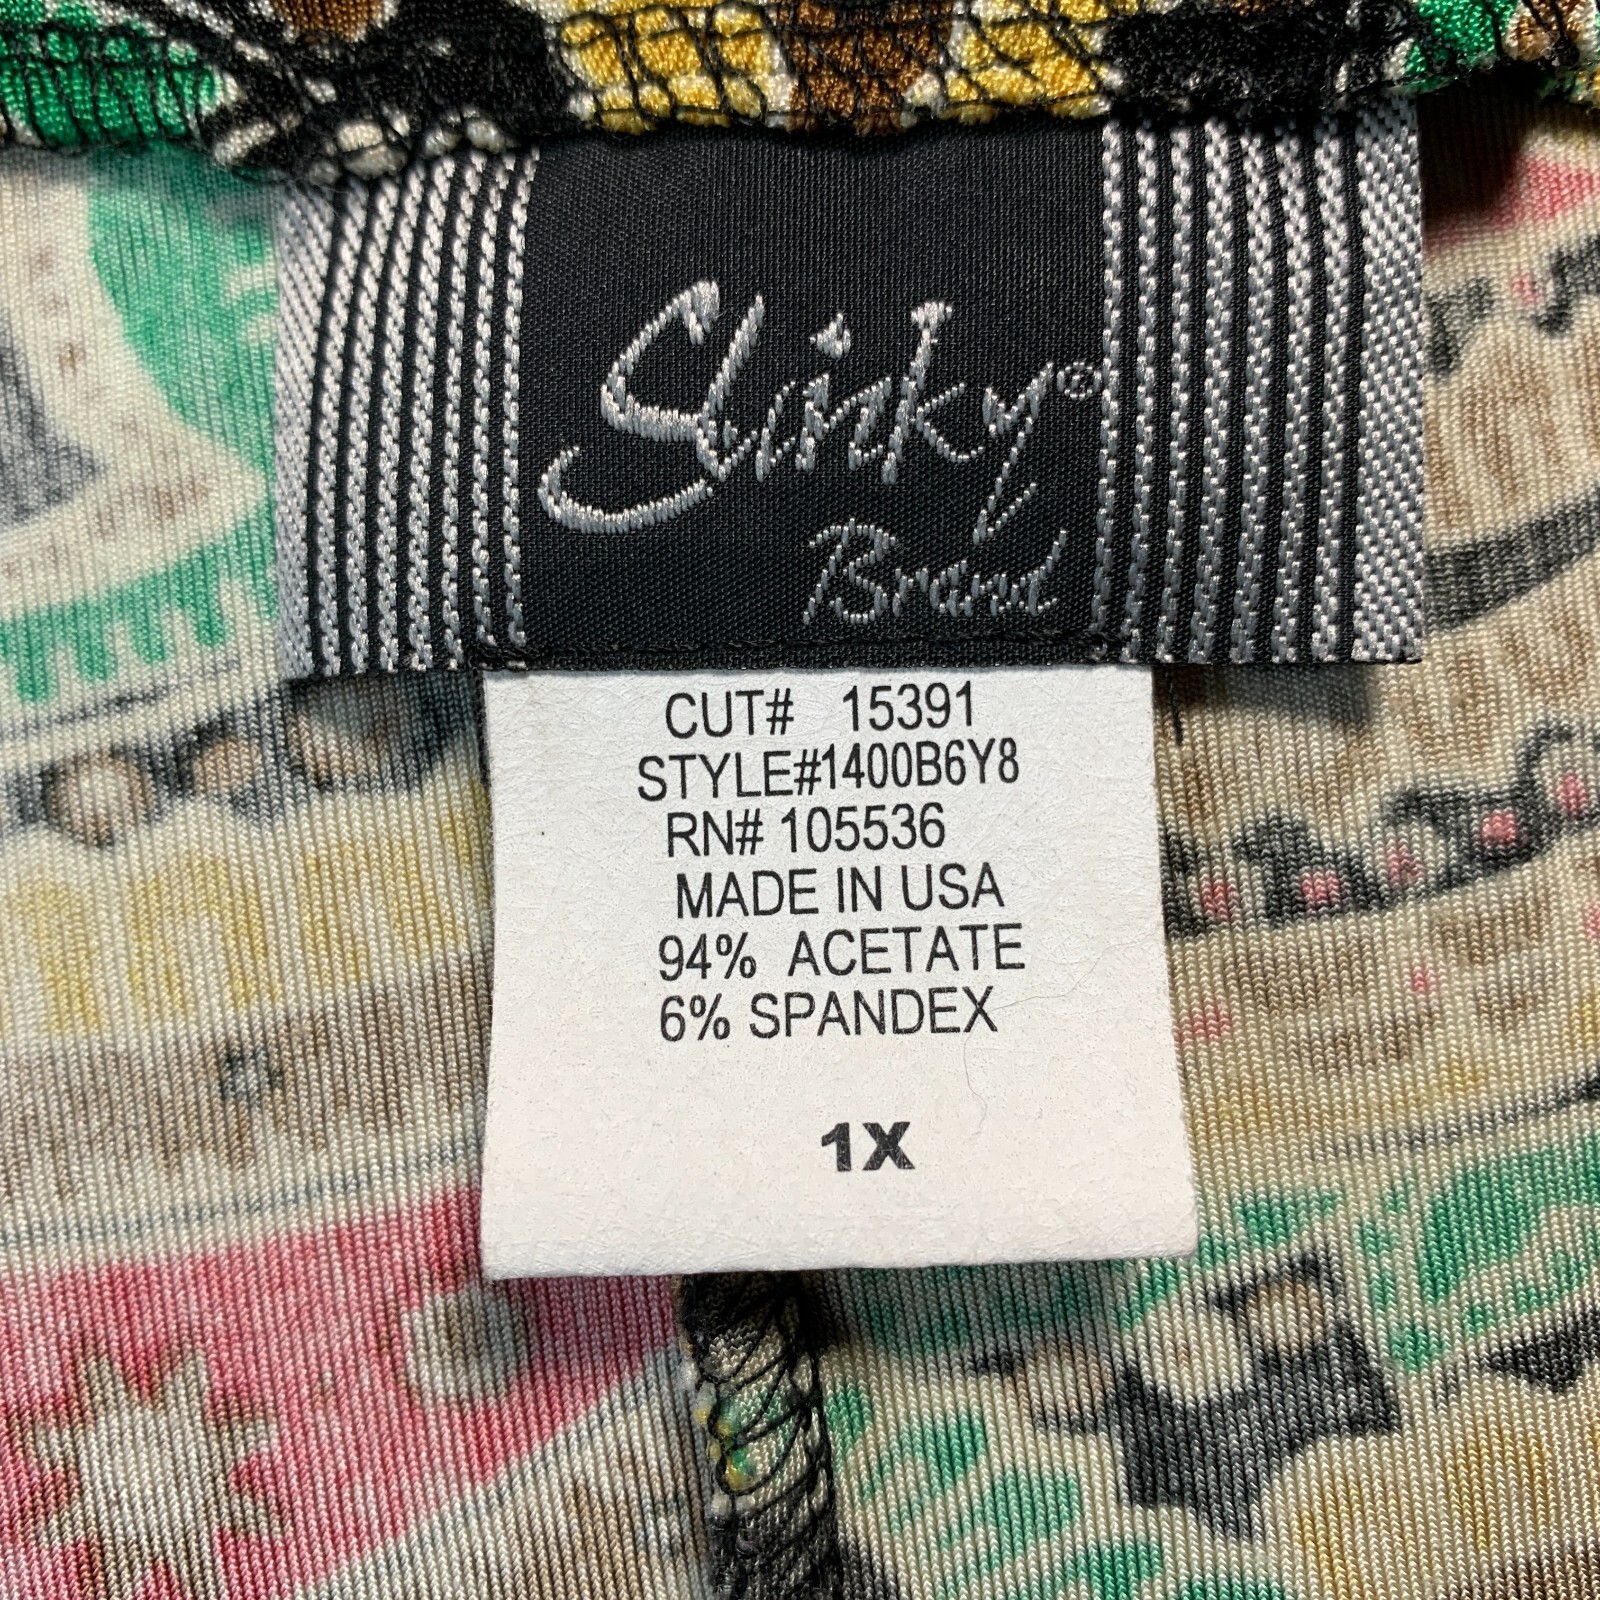 Slinky®
Brand
CUT# 15391
STYLE#1400B6Y8
RN# 105536
MADE IN USA
94% ACETATE
6% SPANDEX
1X